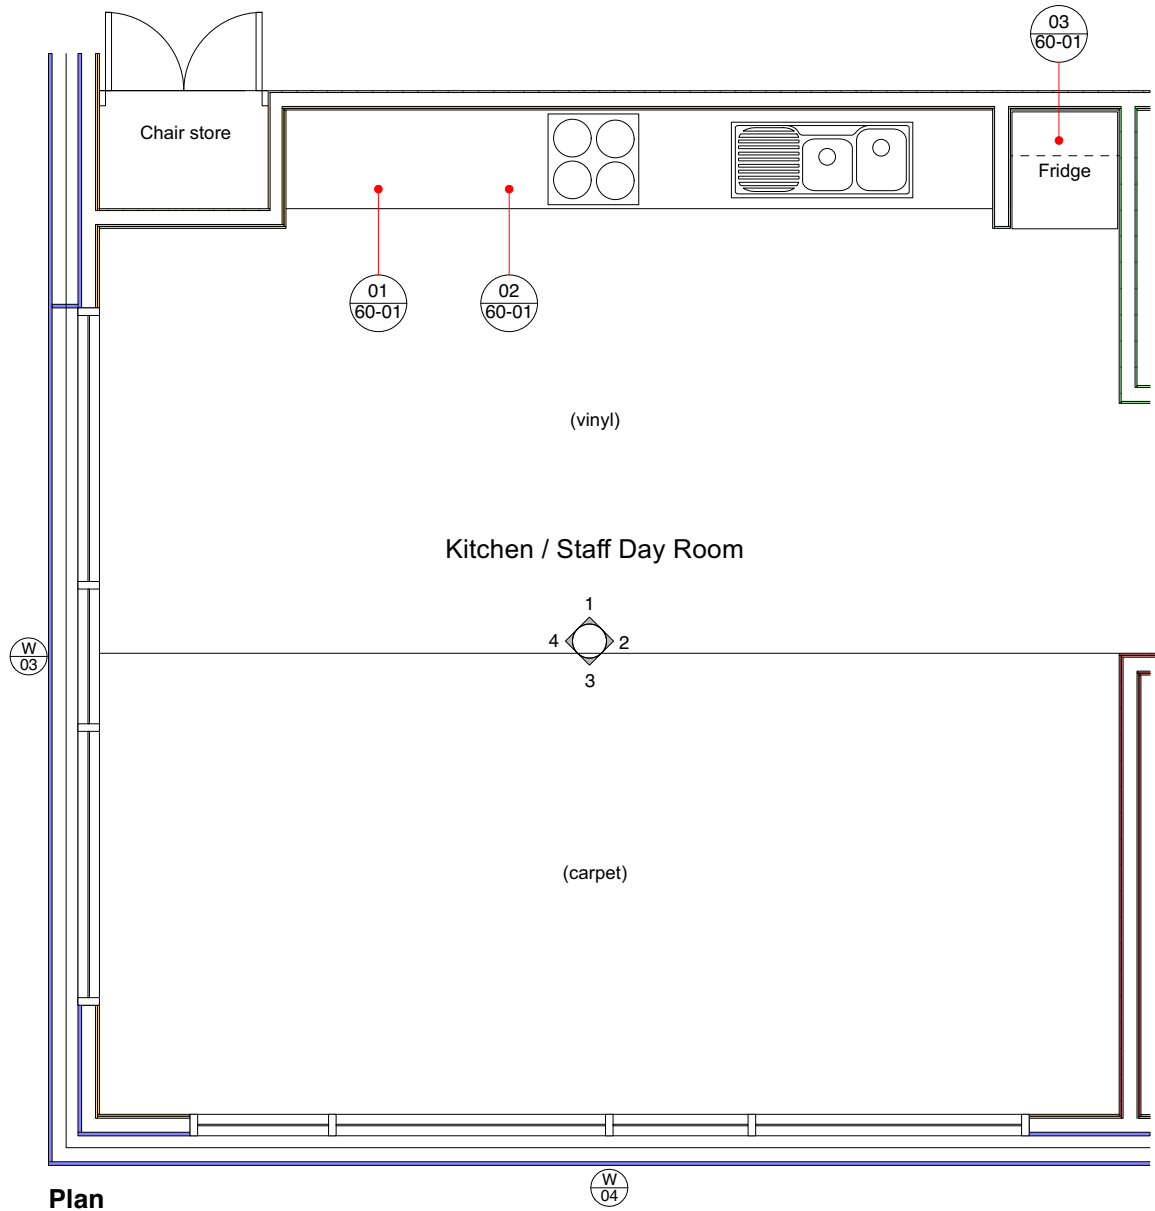 03
60-01
Chair store
Fridge
01
60-01
02
60-01
(vinyl)
Kitchen / Staff Day Room
1
4
2
3
W
03
(carpet)
W
04
Plan